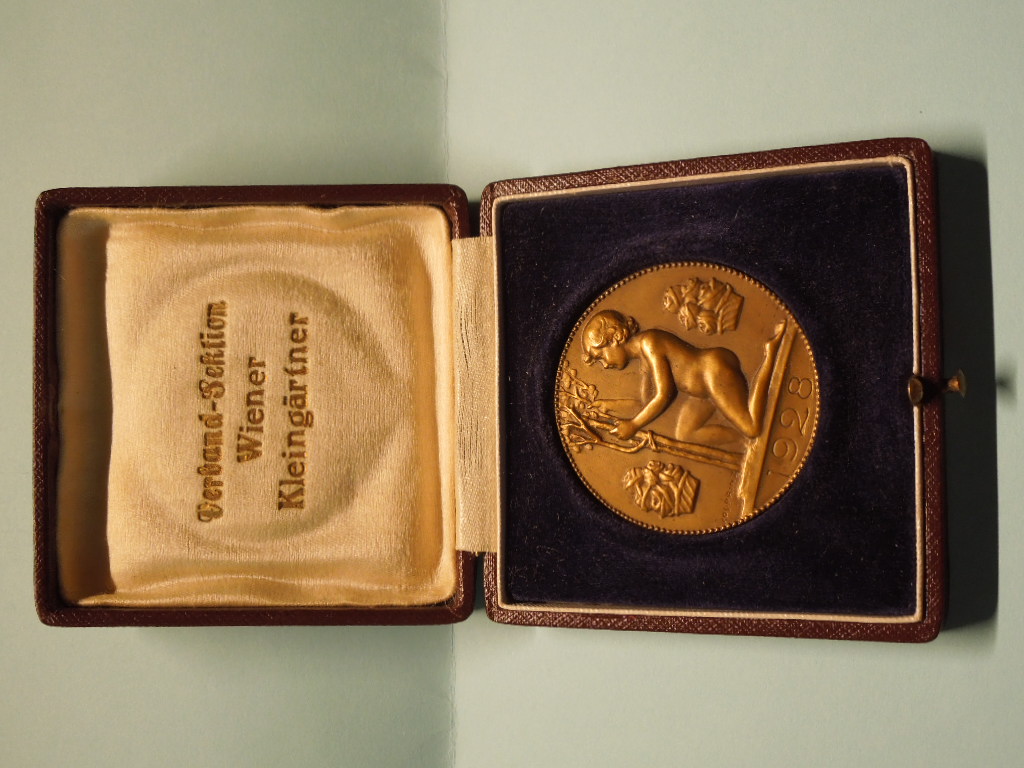 Verband-Sektion
Wiener
Kleingärtner
1928